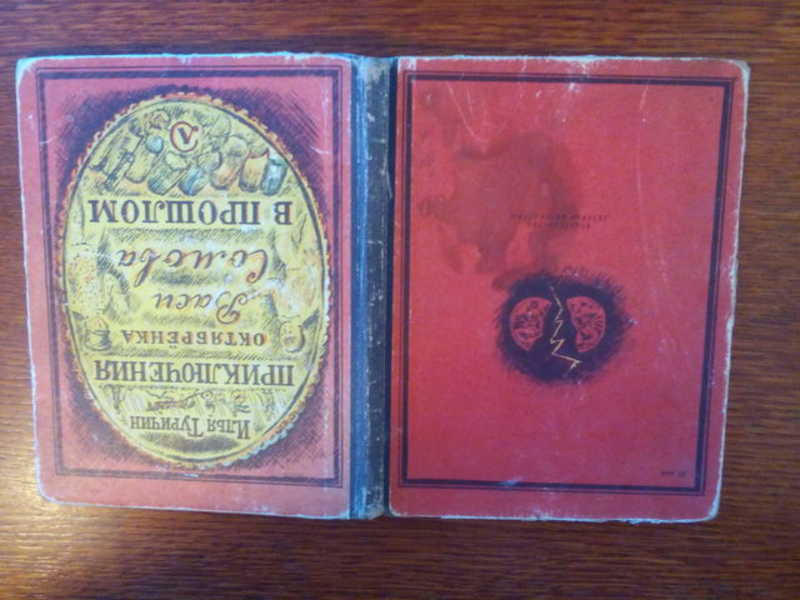 Илья Туричин
ПРИКЛЮЧЕНИЯ
ОКТЯБРЁНКА
Васи
Сомова
В ПРОШЛОМ
Л